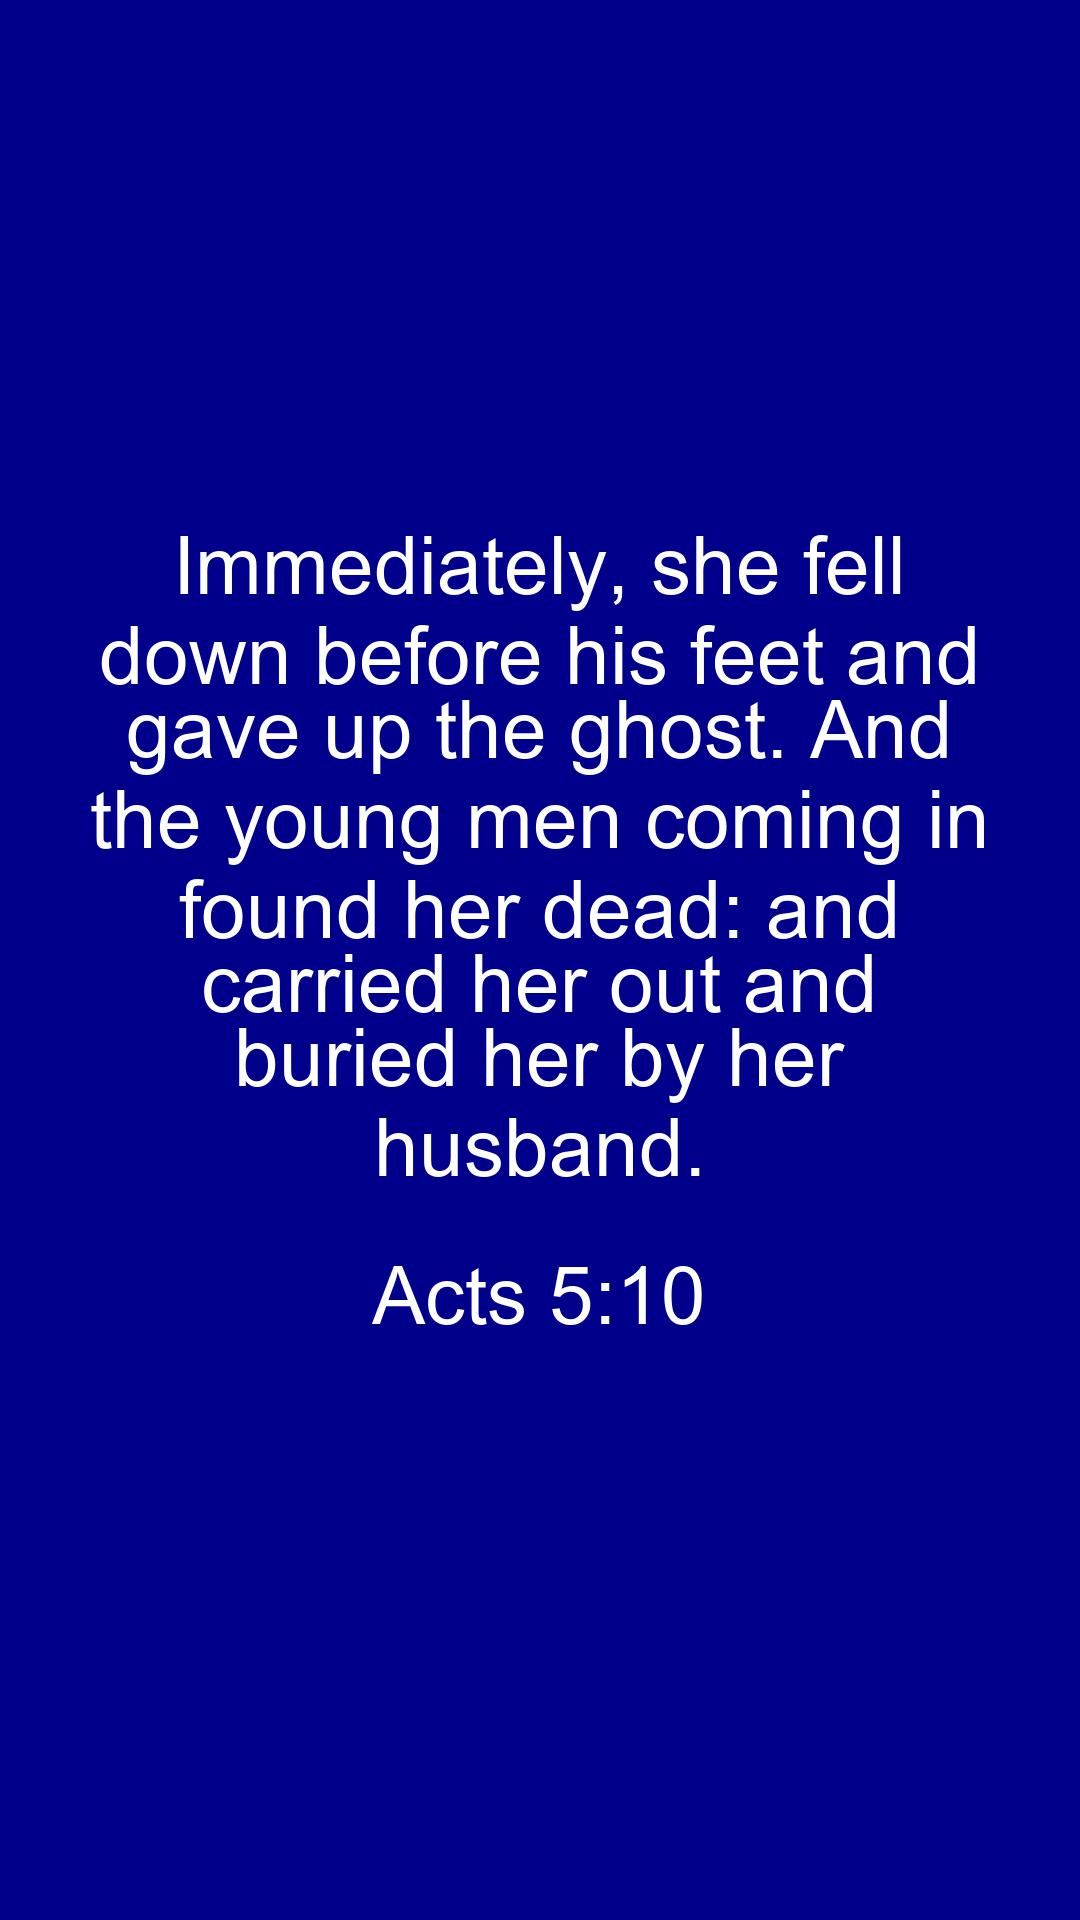 Immediately, she fell
down before his feet and
gave up the ghost. And
the young men coming in
found her dead: and
carried her out and
buried her by her
husband.
Acts 5:10